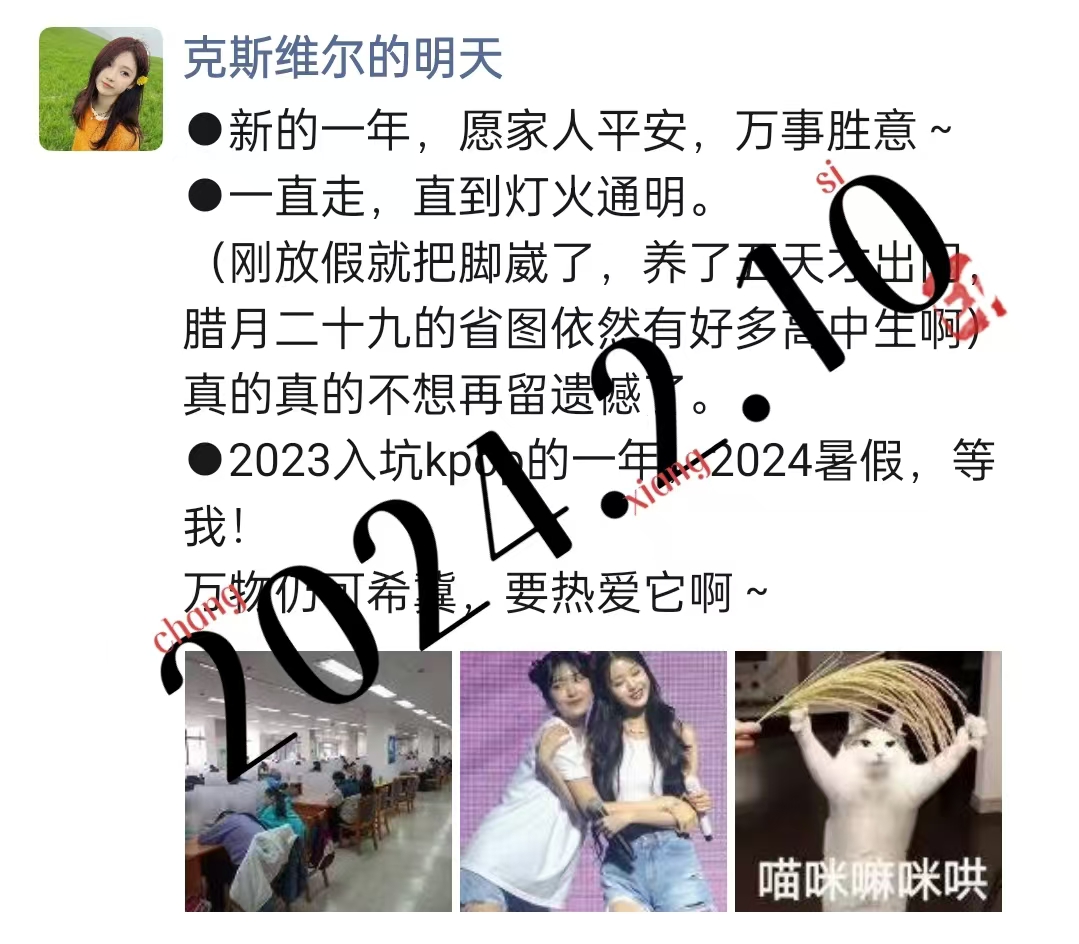 克斯维尔的明天
●新的一年，愿家人平安，万事胜意~
●一直走，直到灯火通明。
（刚放假就把脚崴了，养了五天才出门，
腊月二十九的省图依然有好多高中生啊）
真的真的不想再留遗憾了。
●2023入坑kpop的一年，2024暑假，等
我！
万物仍可希冀，要热爱它啊~
2024.2.10
chang
xiang
si
喵咪嘛咪哄